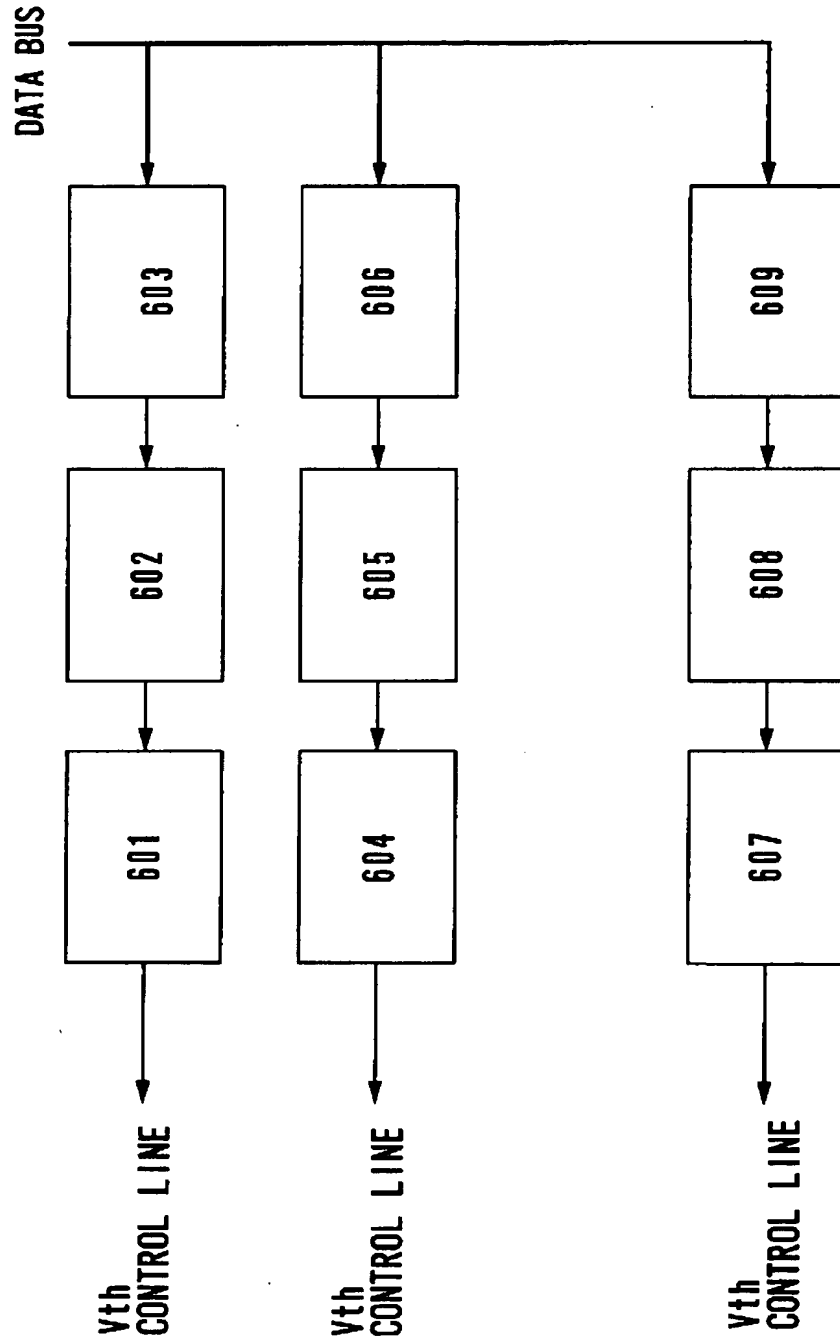 DATA BUS
603
602
601
Vth
CONTROL LINE
606
605
604
Vth
CONTROL LINE
609
608
607
Vth
CONTROL LINE